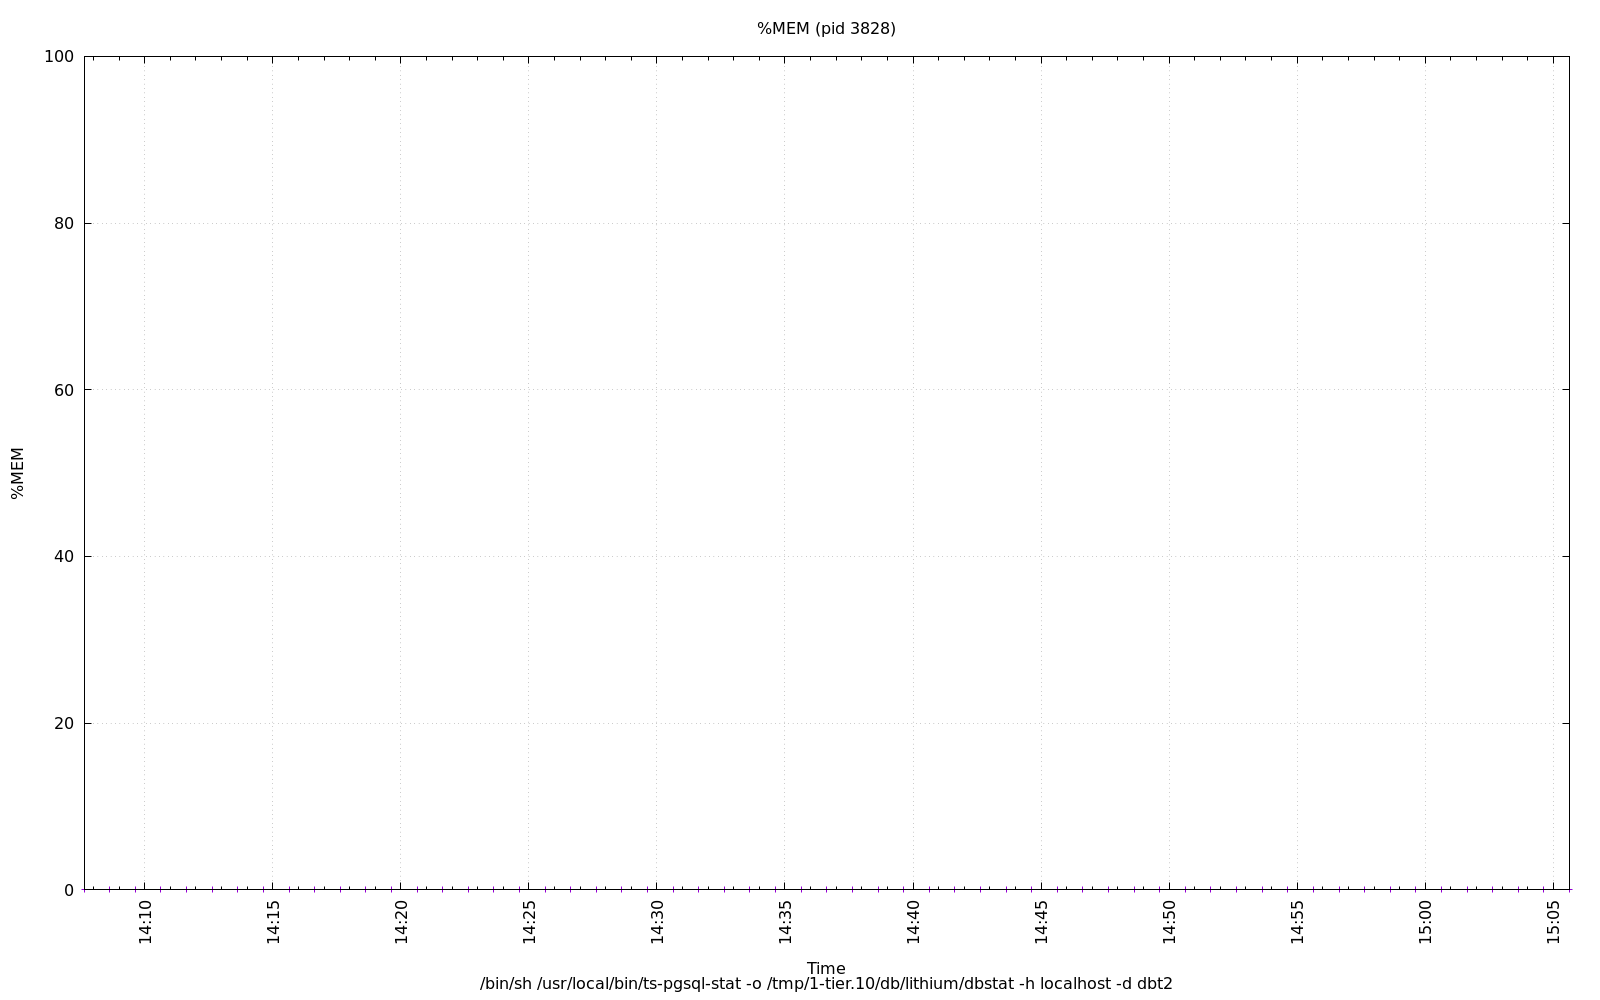 %MEM (pid 3828)
100
80
60
40
20
0
%MEM
14:10 14:15 14:20 14:25 14:30 14:35 14:40 14:45 14:50 14:55 15:00 15:05
Time
/bin/sh /usr/local/bin/ts-pgsql-stat -o /tmp/1-tier.10/db/lithium/dbstat -h localhost -d dbt2